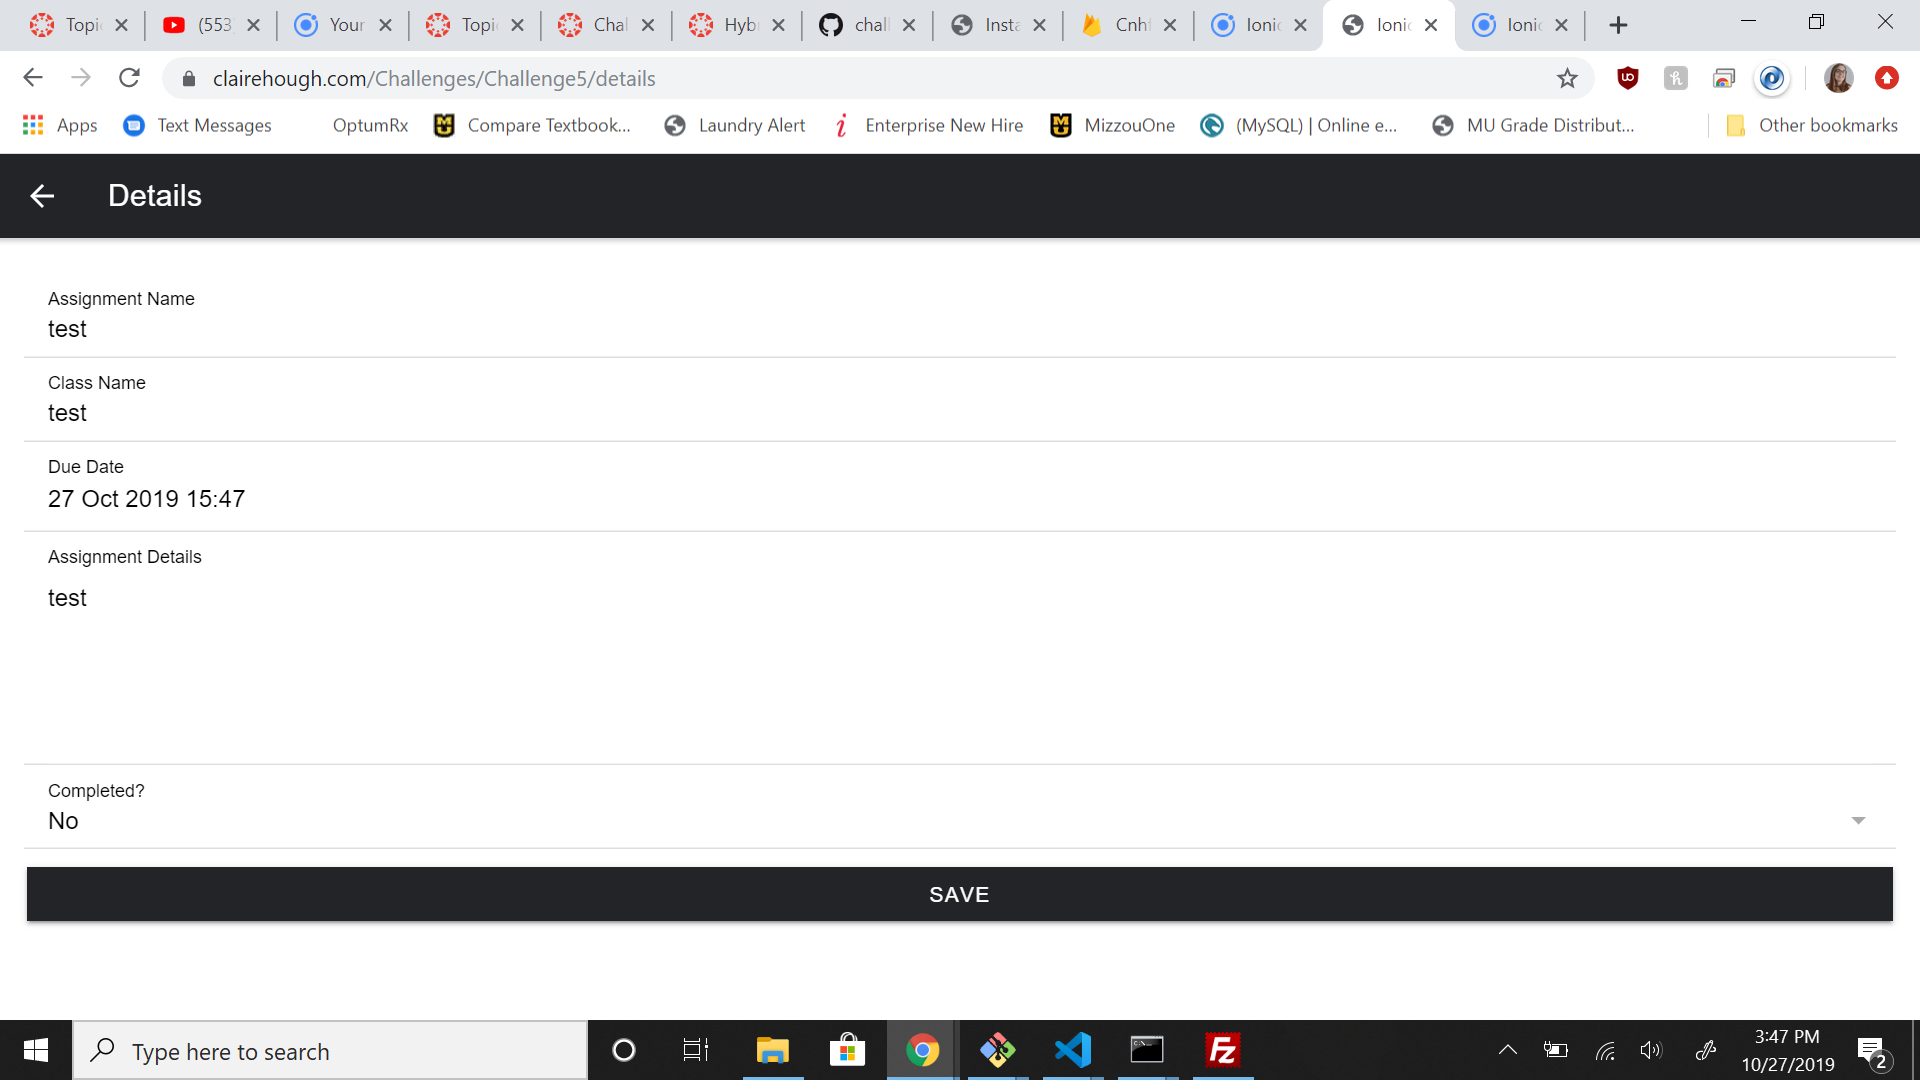 Topi
(553
Your
Topi
Chal
Hybr
chall
Insta
Cnhf
Ionic
Ionic
Ionic
clairehough.com/Challenges/Challenge5/details
Apps
Text Messages
OptumRx
Compare Textbook...
Laundry Alert
Enterprise New Hire
MizzouOne
(MySQL) | Online e...
MU Grade Distribut...
Other bookmarks
Details
Assignment Name
test
Class Name
test
Due Date
27 Oct 2019 15:47
Assignment Details
test
Completed?
No
SAVE
Type here to search
3:47 PM
10/27/2019
2